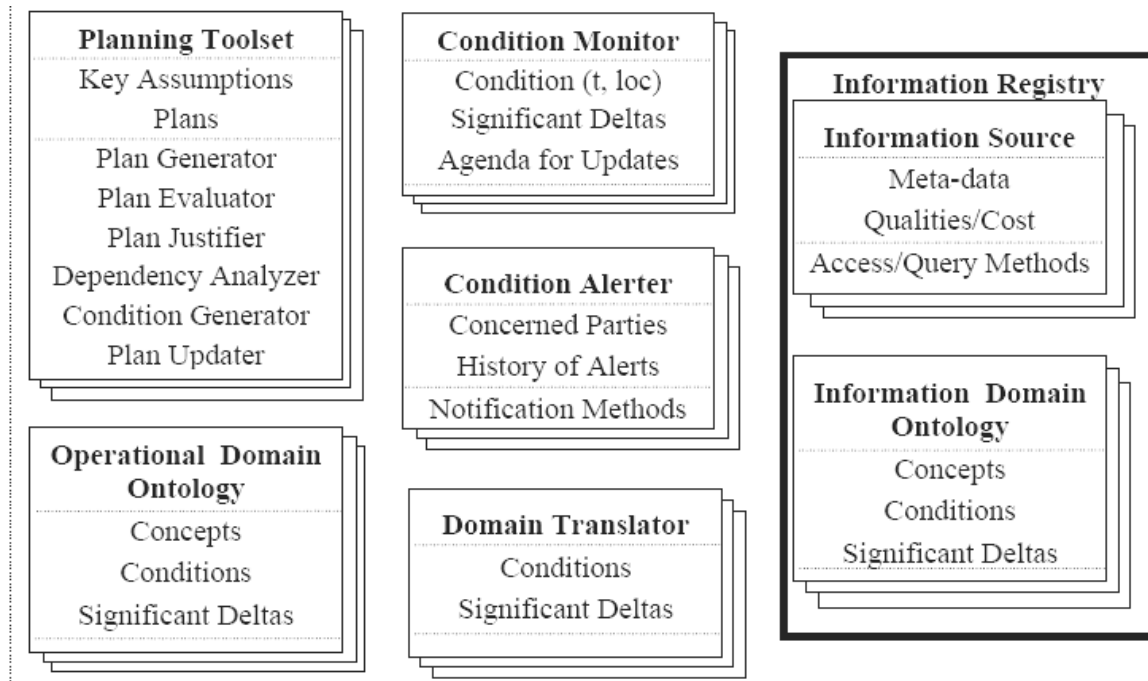 Planning Toolset
Key Assumptions
Plans
Plan Generator
Plan Evaluator
Plan Justifier
Dependency Analyzer
Condition Generator
Plan Updater
Operational Domain
Ontology
Concepts
Conditions
Significant Deltas
Condition Monitor
Condition (t, loc)
Significant Deltas
Agenda for Updates
Condition Alerter
Concerned Parties
History of Alerts
Notification Methods
Domain Translator
Conditions
Significant Deltas
Information Registry
Information Source
Meta-data
Qualities/Cost
Access/Query Methods
Information Domain
Ontology
Concepts
Conditions
Significant Deltas